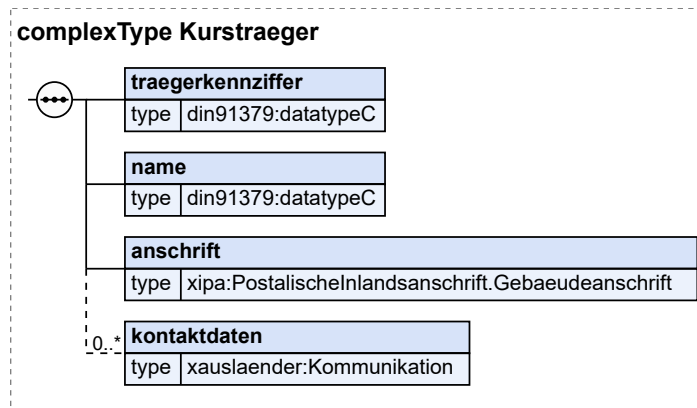 complexType Kurstraeger
traegerkennziffer
type din91379:datatypeC
name
type din91379:datatypeC
anschrift
type xipa:PostalischeInlandsanschrift.Gebaeudeanschrift
0..* kontaktdaten
type xauslaender:Kommunikation